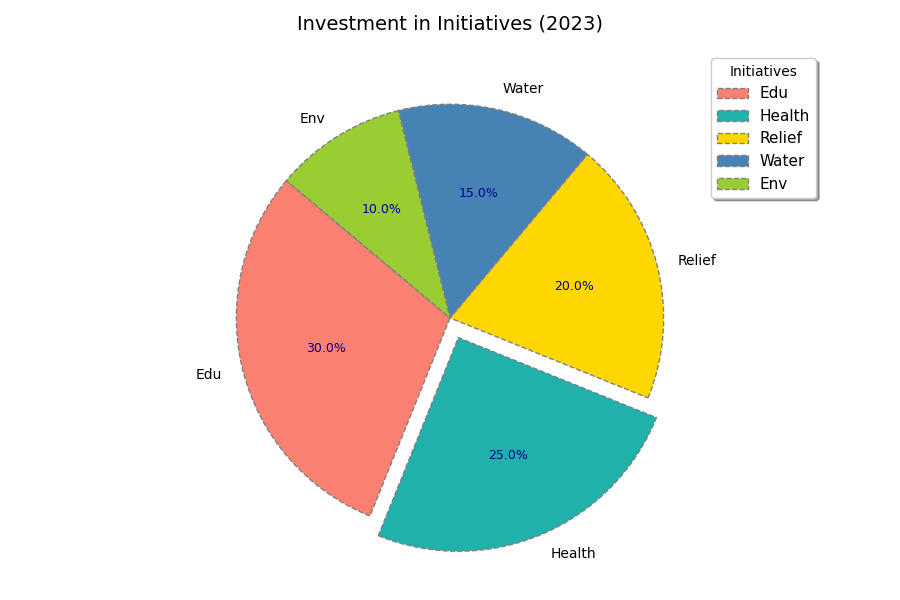 Investment in Initiatives (2023)
Initiatives
Edu
Health
Relief
Water
Env
Water
Env
15.0%
10.0%
Relief
20.0%
30.0%
Edu
25.0%
Health